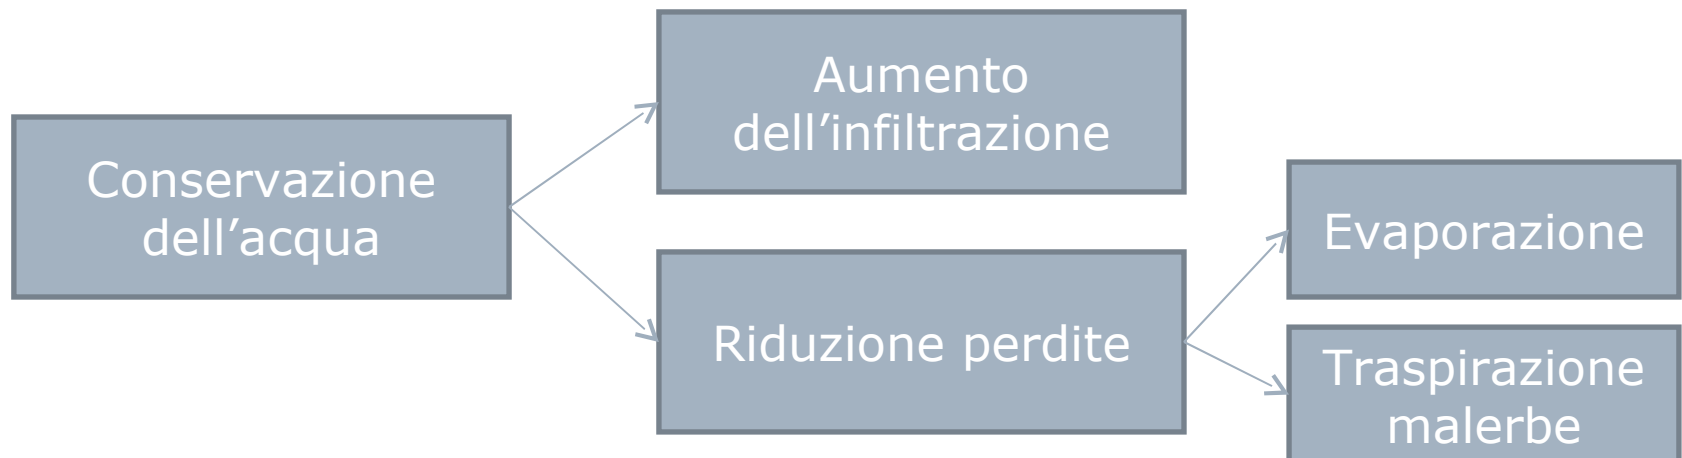 Conservazione
dell’acqua
Aumento
dell’infiltrazione
Riduzione perdite
Evaporazione
Traspirazione
malerbe